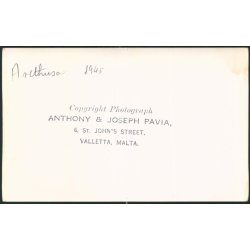 Arethusa 1945
Copyright Photograph
ANTHONY & JOSEPH PAVIA,
6, ST. JOHN'S STREET,
VALLETTA, MALTA.